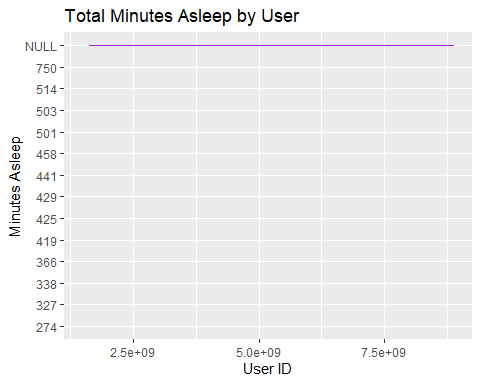 Total Minutes Asleep by User
NULL
750
514
503
501
458
441
429
425
419
366
338
327
274
Minutes Asleep
2.5e+09 5.0e+09 7.5e+09
User ID